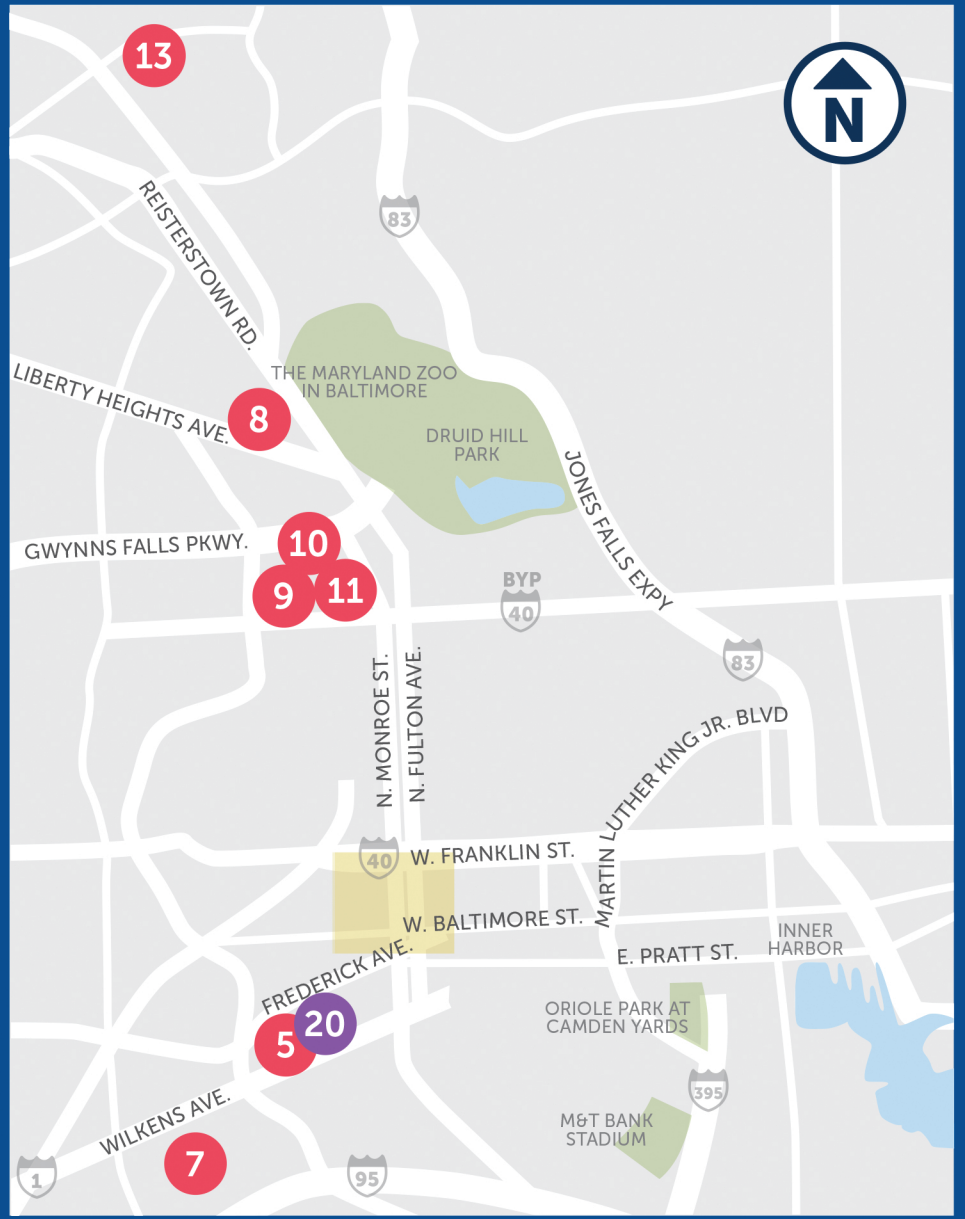 13
N
83
REISTERSTOWN RD.
THE MARYLAND ZOO
IN BALTIMORE
LIBERTY HEIGHTS AVE.
8
DRUID HILL
PARK
JONES FALLS EXPY
GWYNNS FALLS PKWY.
10
9
11
BYP
40
83
N. MONROE ST.
N. FULTON AVE.
MARTIN LUTHER KING JR. BLVD
40
W. FRANKLIN ST.
W. BALTIMORE ST.
INNER
HARBOR
E. PRATT ST.
FREDERICK AVE.
ORIOLE PARK AT
CAMDEN YARDS
20
5
395
WILKENS AVE.
M&T BANK
STADIUM
7
1
95